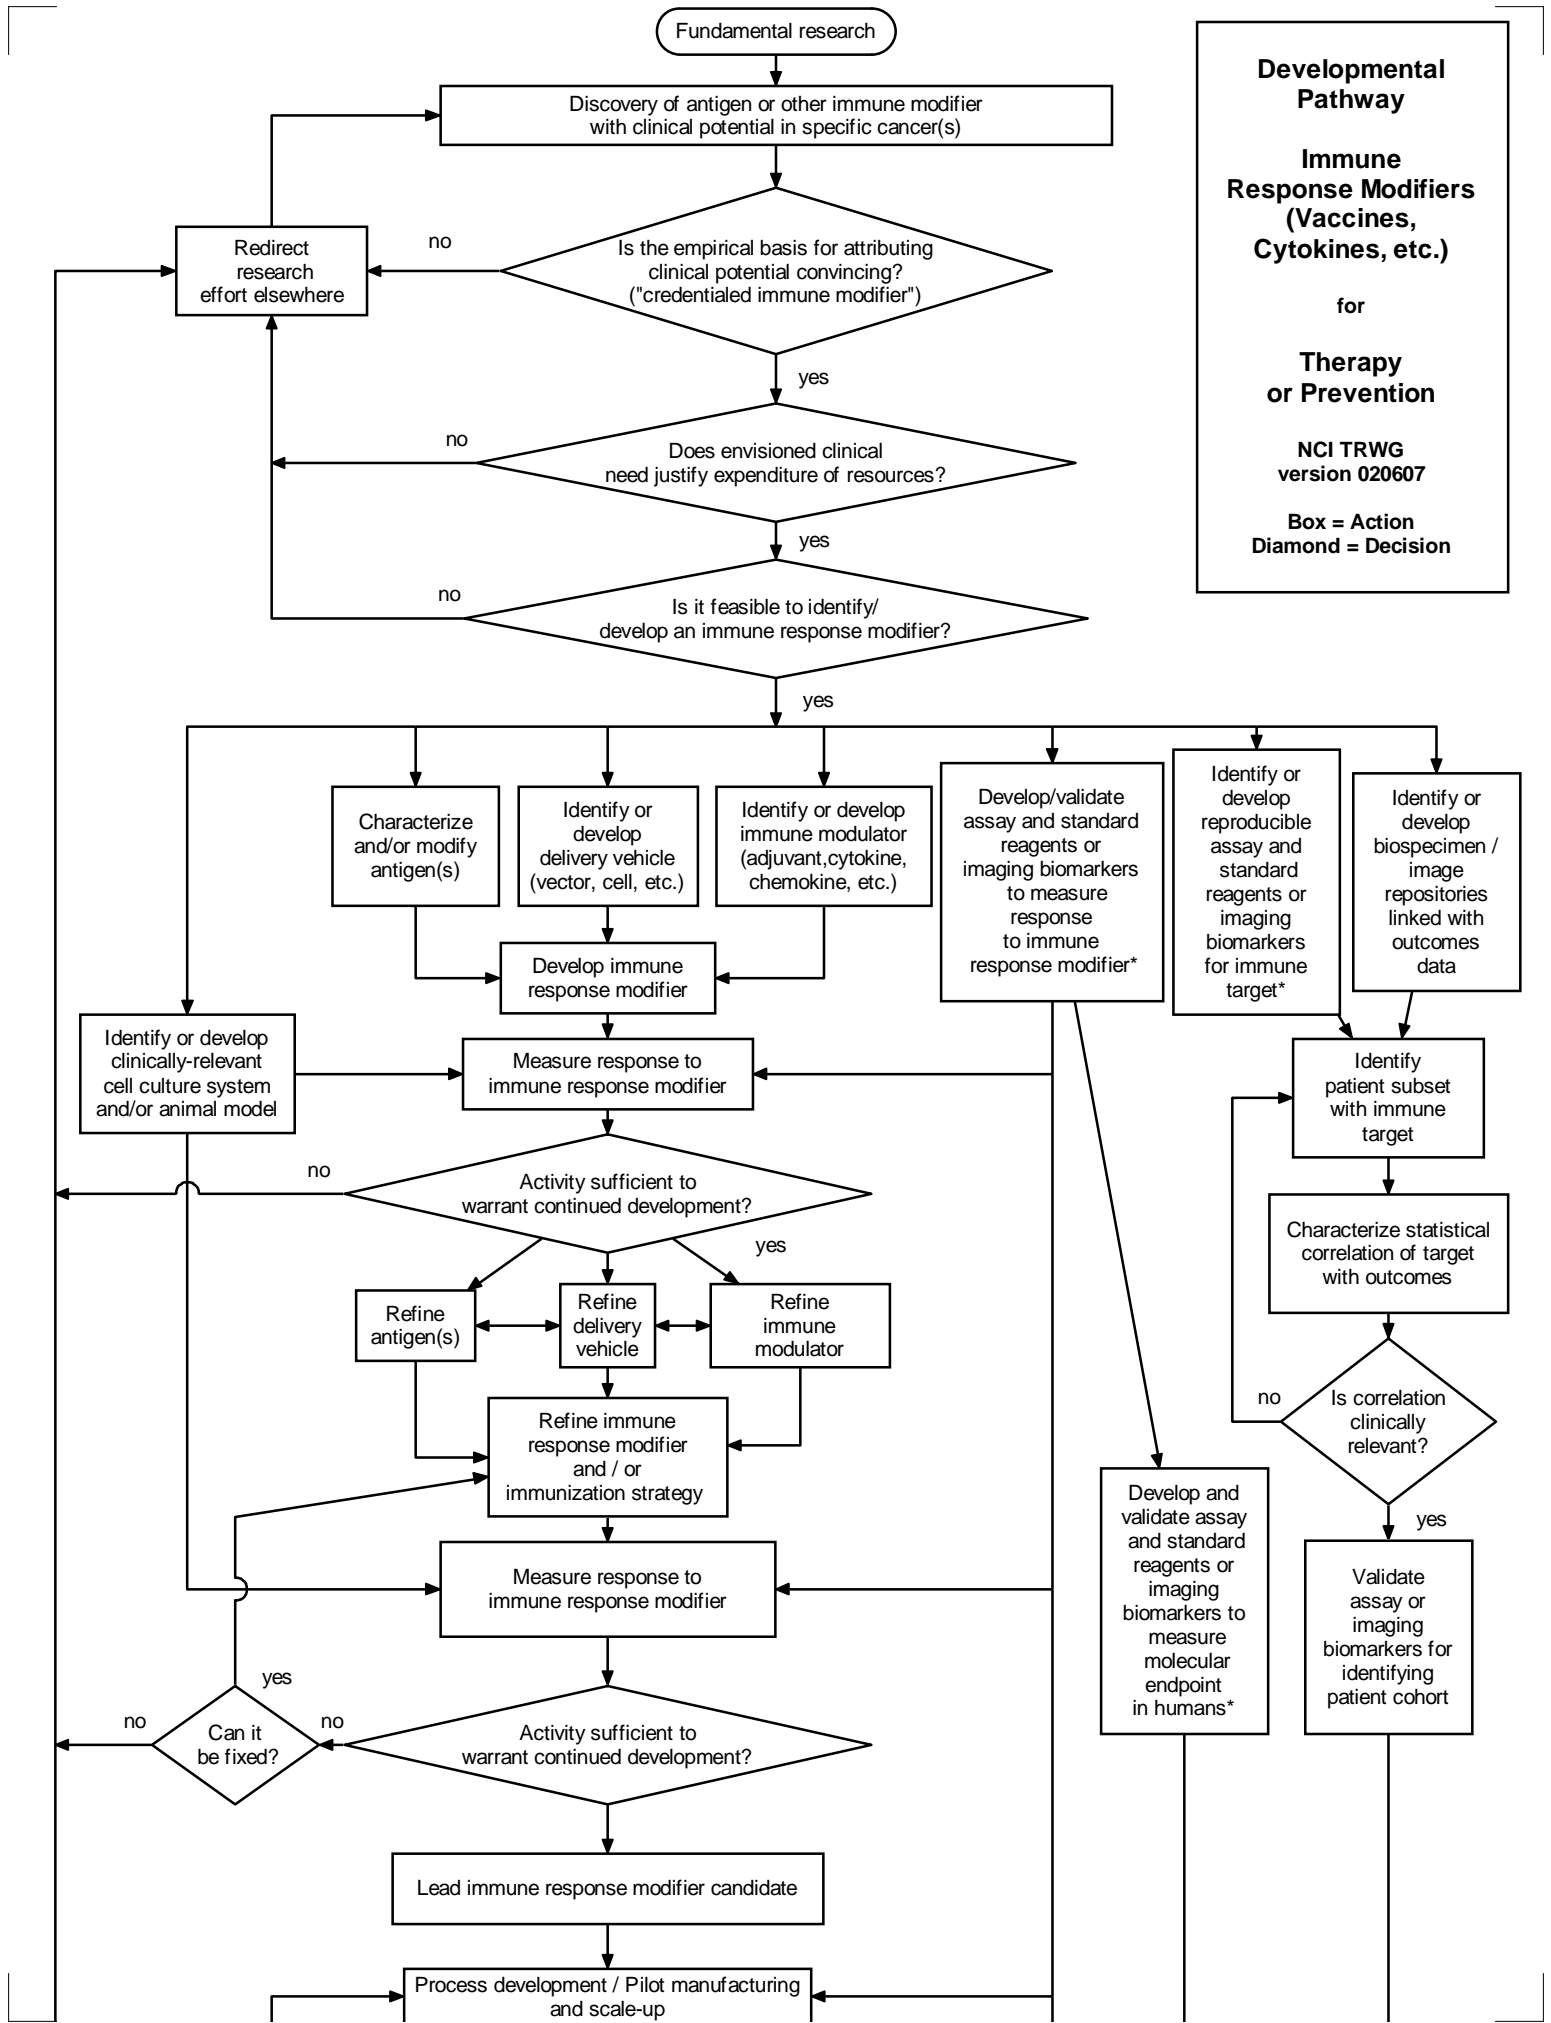 Fundamental research
Discovery of antigen or other immune modifier
with clinical potential in specific cancer(s)
Developmental
Pathway
Immune
Response Modifiers
(Vaccines,
Cytokines, etc.)
for
Therapy
or Prevention
NCI TRWG
version 020607
Box = Action
Diamond = Decision
Redirect
research
effort elsewhere
no
Is the empirical basis for attributing
clinical potential convincing?
("credentialed immune modifier")
yes
no
Does envisioned clinical
need justify expenditure of resources?
yes
no
Is it feasible to identify/
develop an immune response modifier?
yes
Characterize
and/or modify
antigen(s)
Identify or
develop
delivery vehicle
(vector, cell, etc.)
Identify or develop
immune modulator
(adjuvant,cytokine,
chemokine, etc.)
Develop/validate
assay and standard
reagents or
imaging biomarkers
to measure
response
to immune
response modifier*
Identify or
develop
reproducible
assay and
standard
reagents or
imaging
biomarkers
for immune
target*
Identify or
develop
biospecimen /
image
repositories
linked with
outcomes
data
Develop immune
response modifier
Identify or develop
clinically-relevant
cell culture system
and/or animal model
Measure response to
immune response modifier
Identify
patient subset
with immune
target
no
Activity sufficient to
warrant continued development?
yes
Characterize statistical
correlation of target
with outcomes
Refine
antigen(s)
Refine
delivery
vehicle
Refine
immune
modulator
no
Is correlation
clinically
relevant?
yes
Refine immune
response modifier
and / or
immunization strategy
Develop and
validate assay
and standard
reagents or
imaging
biomarkers to
measure
molecular
endpoint
in humans*
Validate
assay or
imaging
biomarkers for
identifying
patient cohort
Measure response to
immune response modifier
yes
no
Can it
be fixed?
no
Activity sufficient to
warrant continued development?
Lead immune response modifier candidate
Process development / Pilot manufacturing
and scale-up